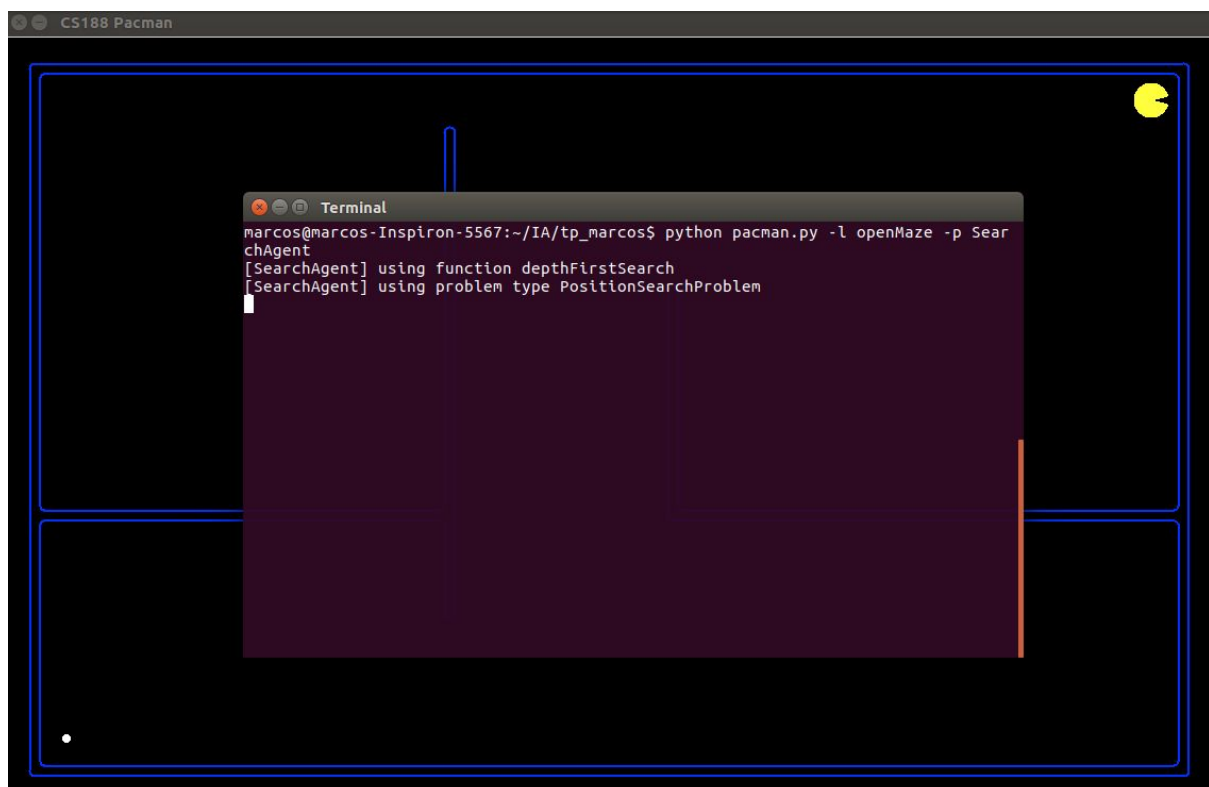 CS188 Pacman
Terminal
marcos@marcos-Inspiron-5567:~/IA/tp_marcos$ python pacman.py -l openMaze -p Sear
chAgent
[SearchAgent] using function depthFirstSearch
[SearchAgent] using problem type PositionSearchProblem